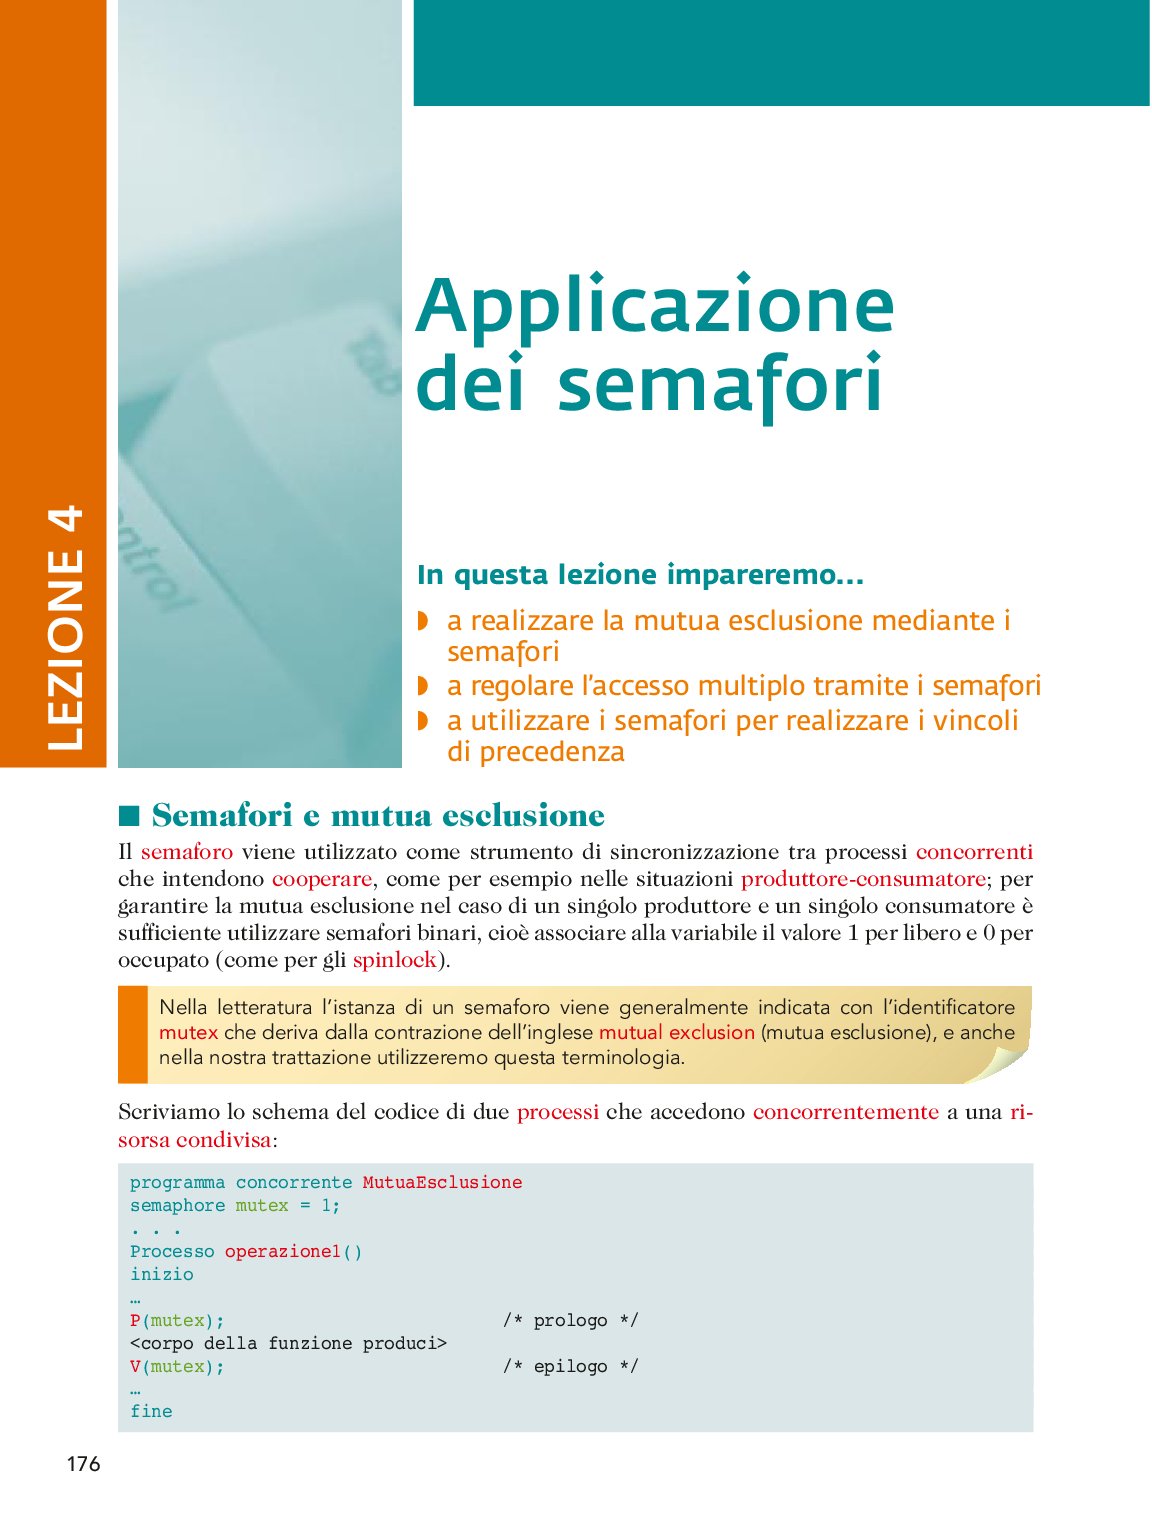 LEZIONE 4
Tab
ontrol
Applicazione
dei semafori
In questa lezione impareremo...
◗ a realizzare la mutua esclusione mediante i
semafori
◗ a regolare l'accesso multiplo tramite i semafori
◗ a utilizzare i semafori per realizzare i vincoli
di precedenza
■ Semafori e mutua esclusione
Il semaforo viene utilizzato come strumento di sincronizzazione tra processi concorrenti
che intendono cooperare, come per esempio nelle situazioni produttore-consumatore; per
garantire la mutua esclusione nel caso di un singolo produttore e un singolo consumatore è
sufficiente utilizzare semafori binari, cioè associare alla variabile il valore 1 per libero e 0 per
occupato (come per gli spinlock).
Nella letteratura l'istanza di un semaforo viene generalmente indicata con l'identificatore
mutex che deriva dalla contrazione dell'inglese mutual exclusion (mutua esclusione), e anche
nella nostra trattazione utilizzeremo questa terminologia.
Scriviamo lo schema del codice di due processi che accedono concorrentemente a una ri-
sorsa condivisa:
programma concorrente MutuaEsclusione
semaphore mutex = 1;
. . .
Processo operazione1()
inizio
…
P(mutex); /* prologo */
<corpo della funzione produci>
V(mutex); /* epilogo */
…
fine
176